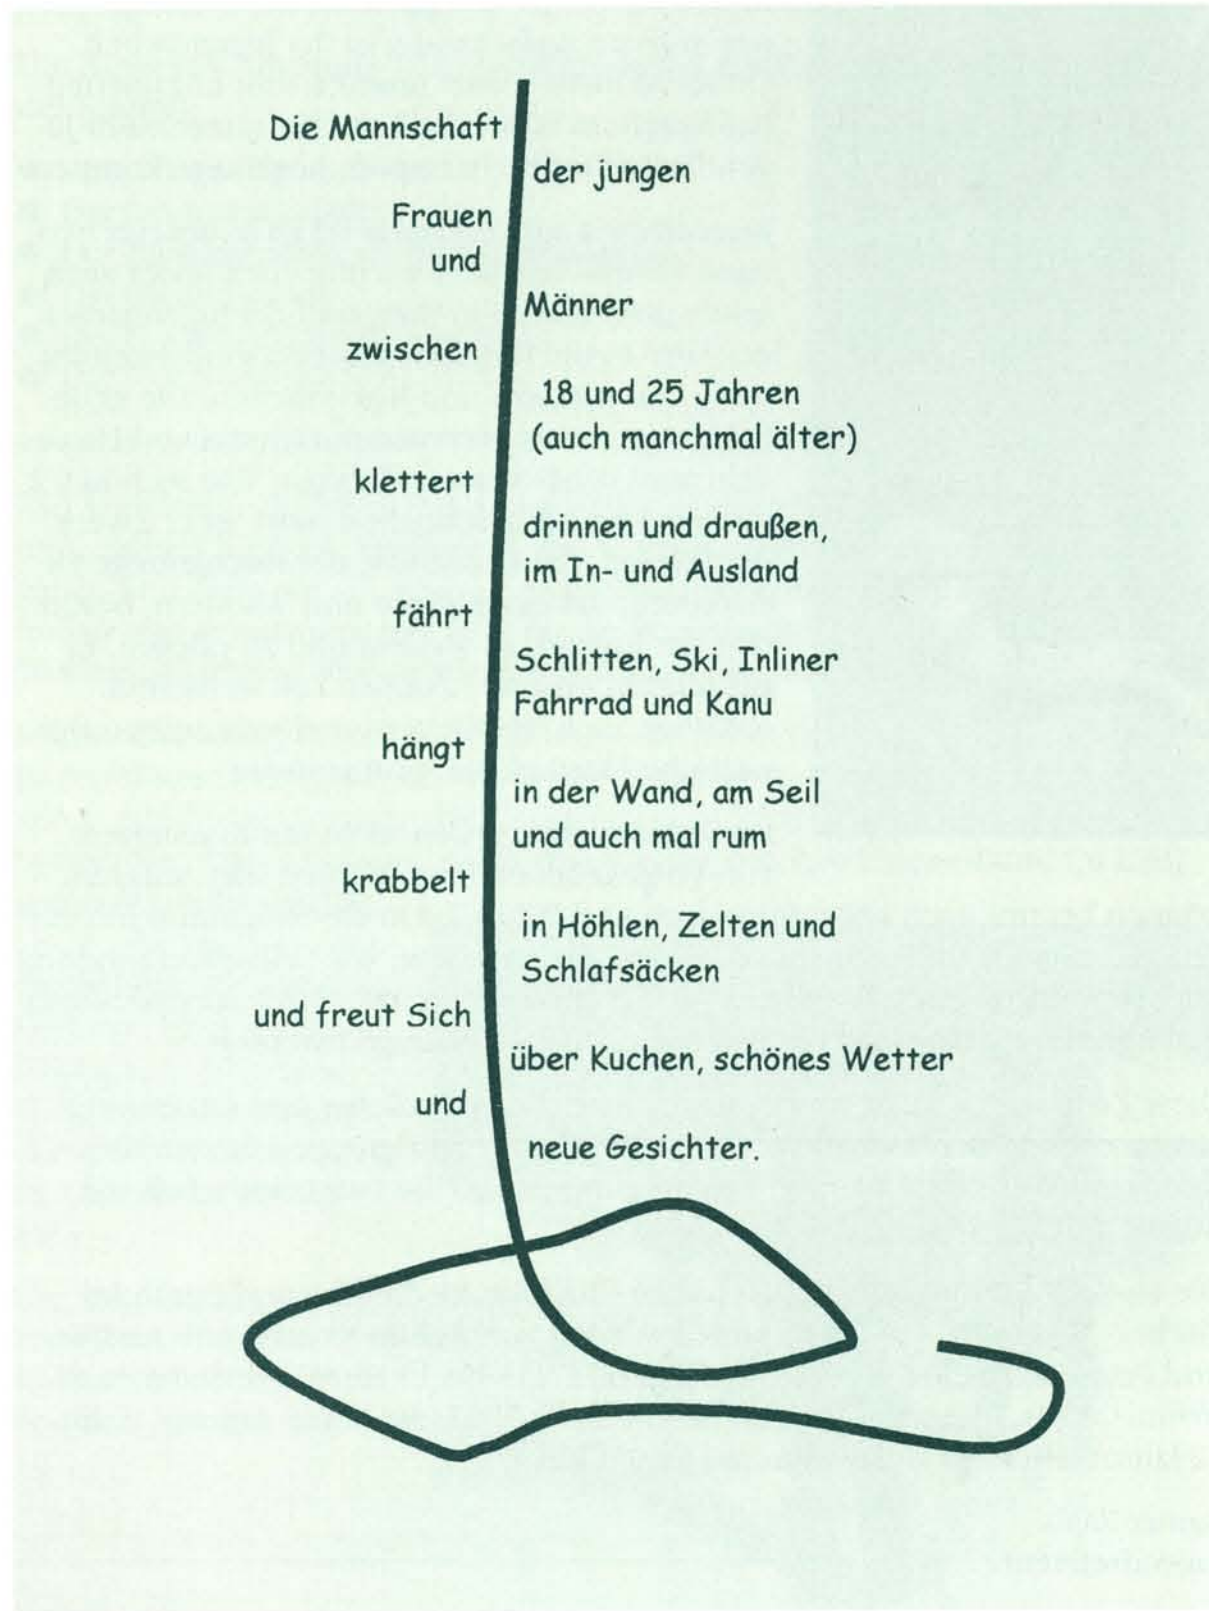 Die Mannschaft
der jungen
Frauen
und
Männer
zwischen
18 und 25 Jahren
(auch manchmal älter)
klettert
drinnen und draußen,
im In- und Ausland
fährt
Schlitten, Ski, Inliner
Fahrrad und Kanu
hängt
in der Wand, am Seil
und auch mal rum
krabbelt
in Höhlen, Zelten und
Schlafsäcken
und freut Sich
über Kuchen, schönes Wetter
und
neue Gesichter.